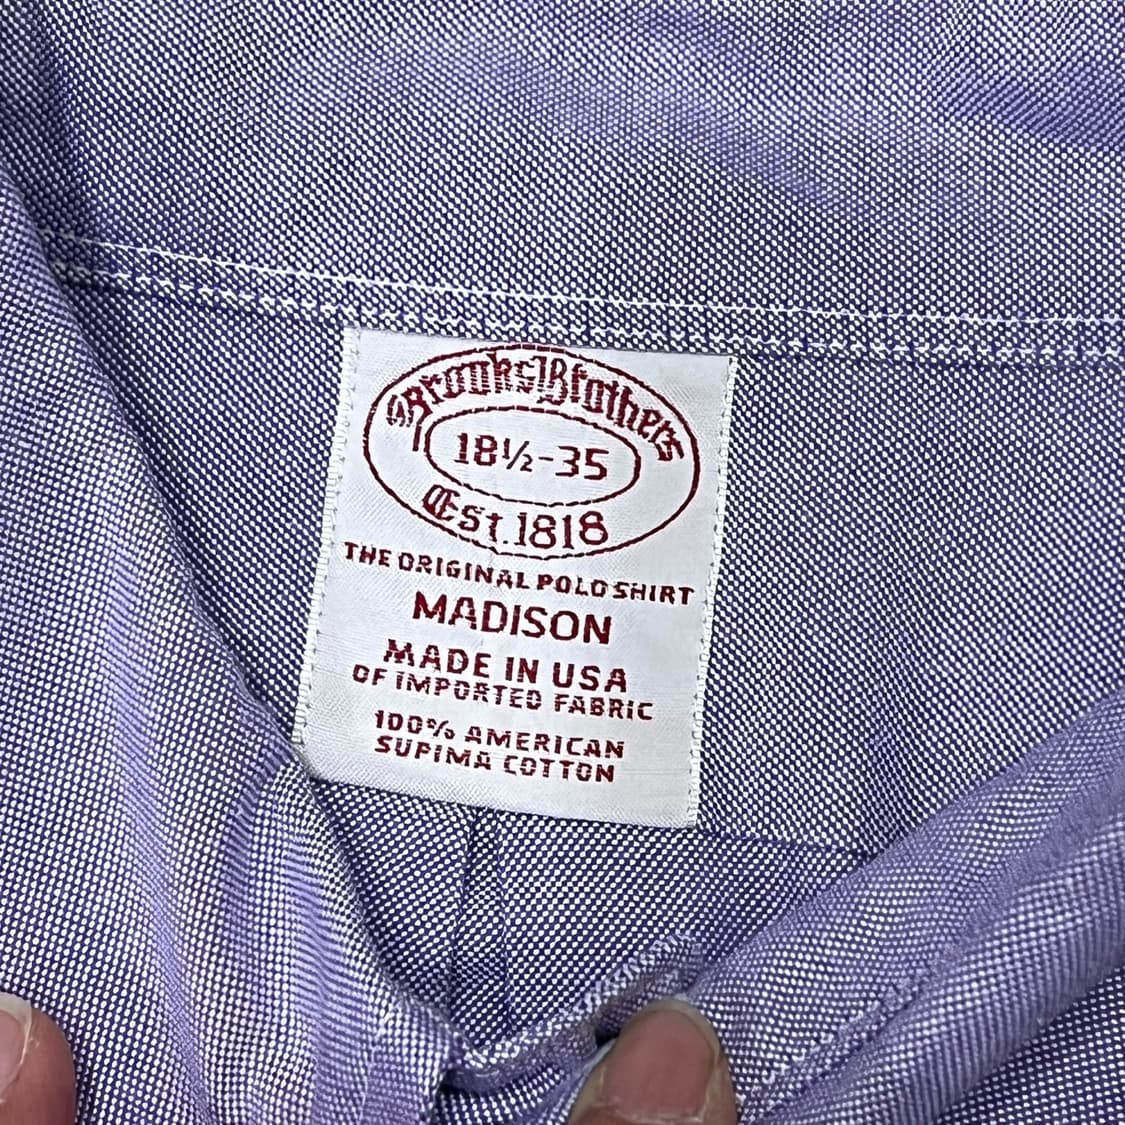 Brooks Brothers
18½-35
Est. 1818
THE ORIGINAL POLO SHIRT
MADISON
MADE IN USA
OF IMPORTED FABRIC
100% AMERICAN
SUPIMA COTTON